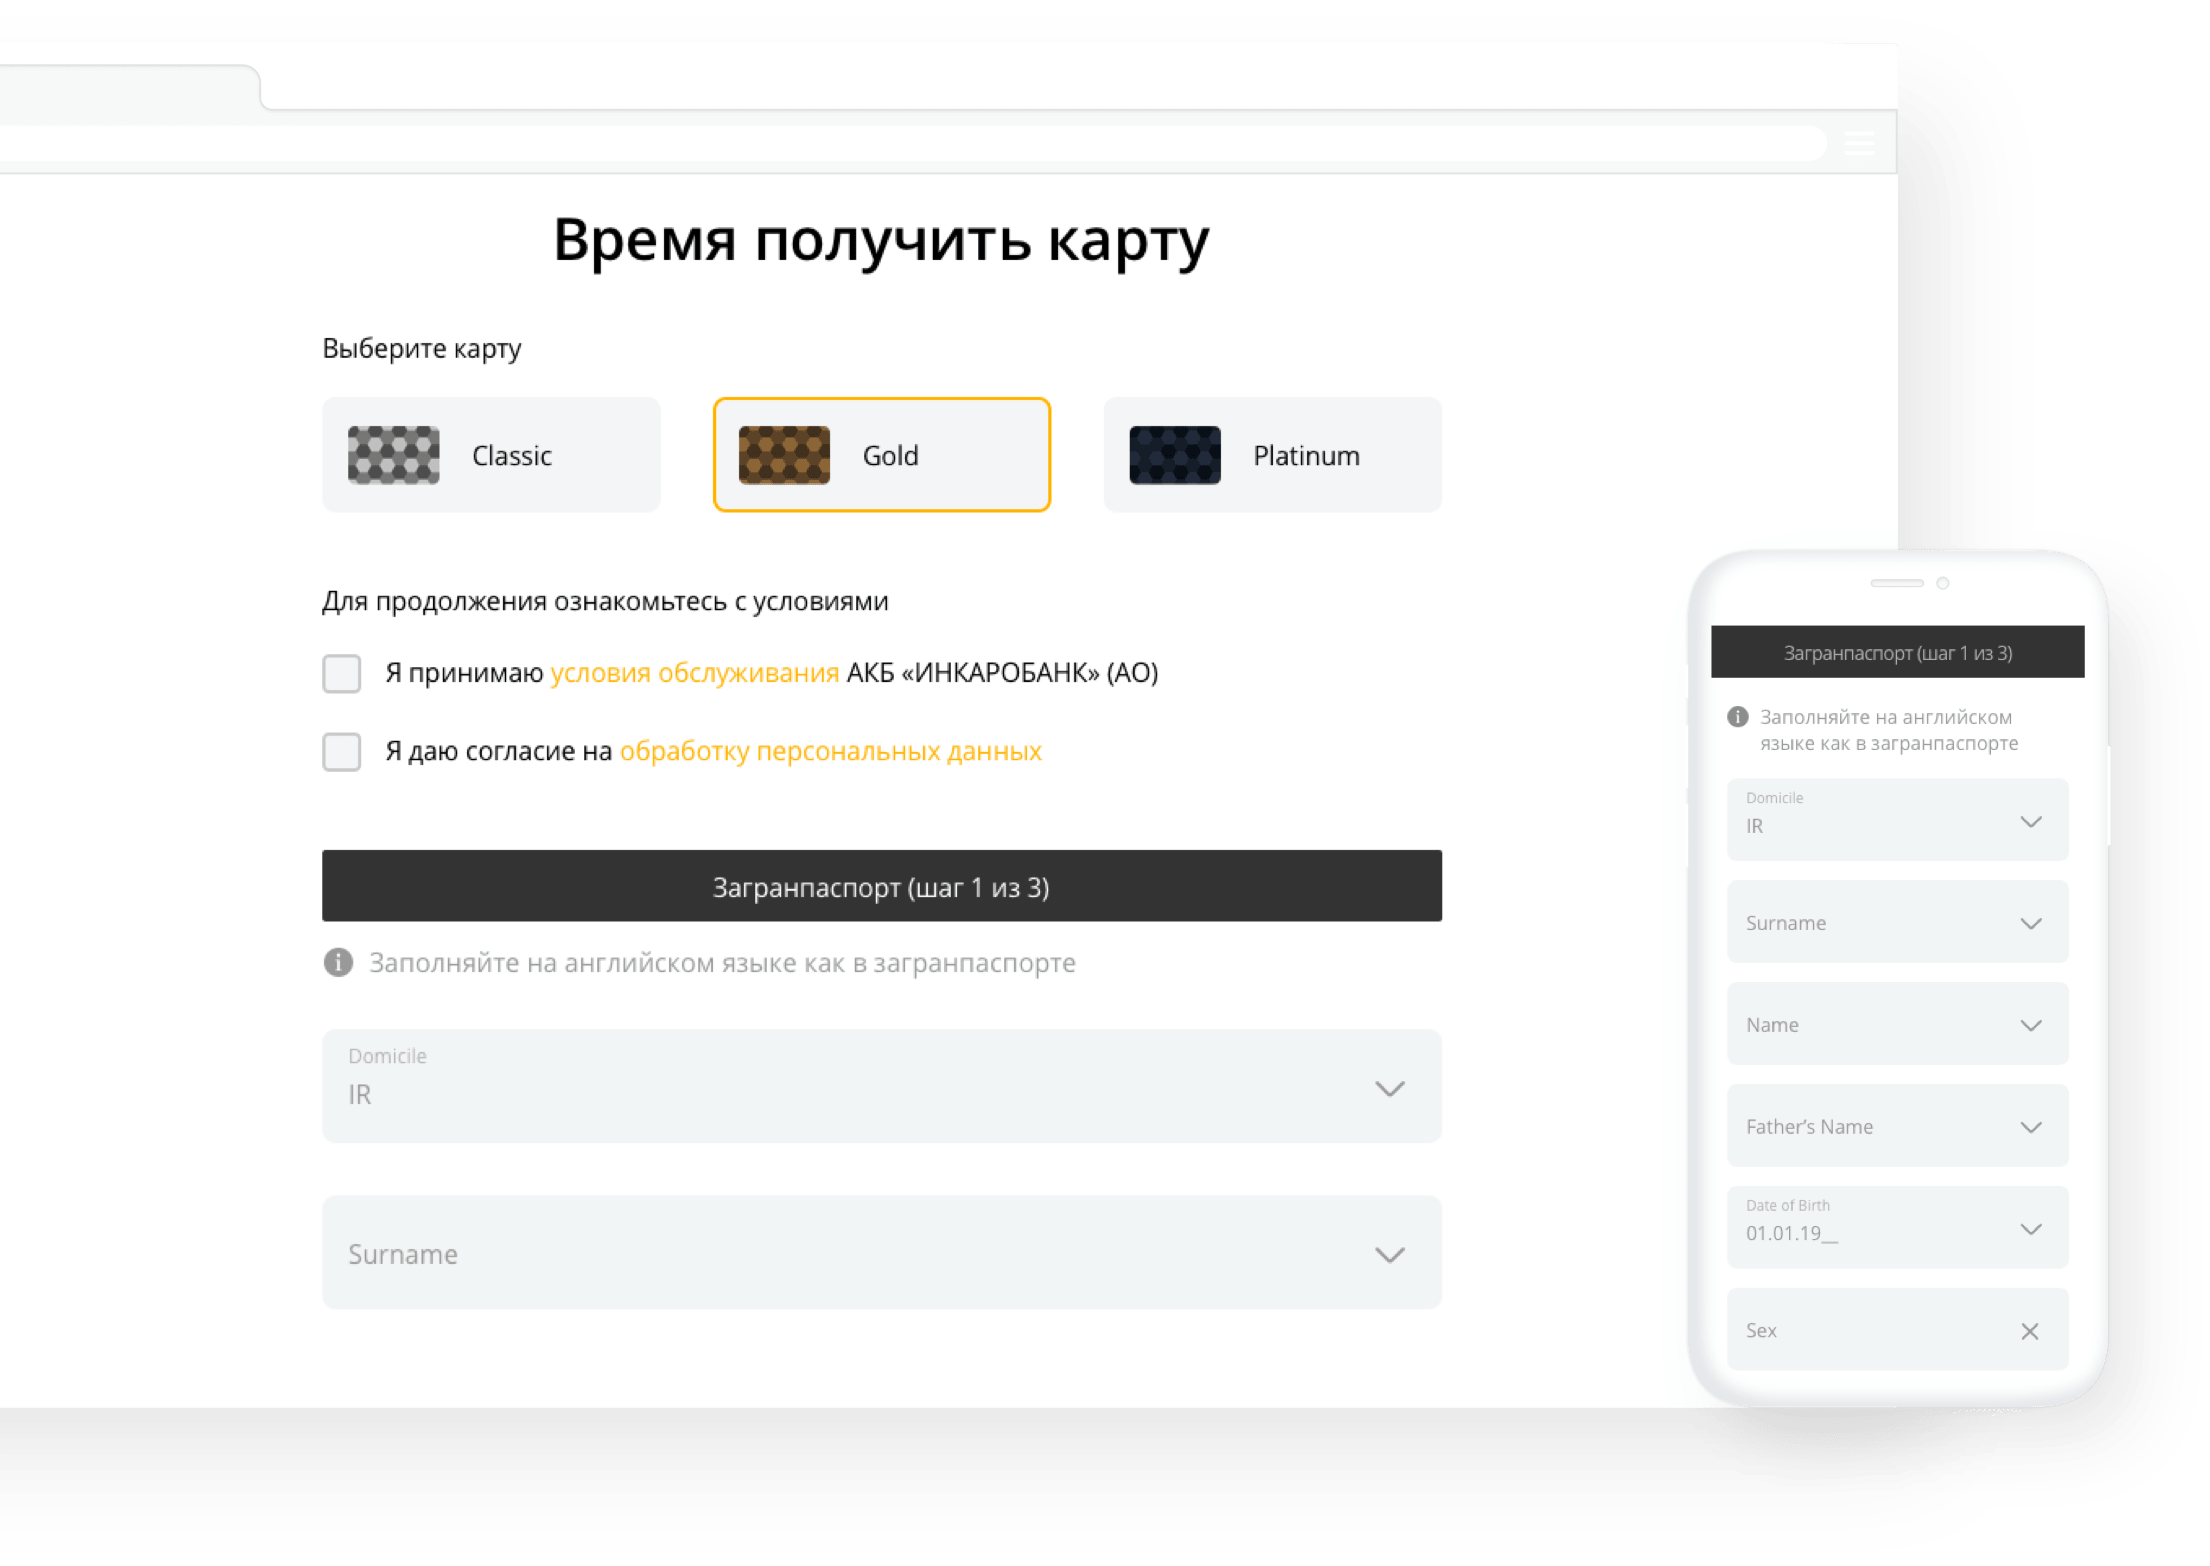 Время получить карту
Выберите карту
Classic
Gold
Platinum
Для продолжения ознакомьтесь с условиями
Я принимаю условия обслуживания АКБ «ИНКАРОБАНК» (АО)
Я даю согласие на обработку персональных данных
Загранпаспорт (шаг 1 из 3)
Заполняйте на английском языке как в загранпаспорте
Domicile
IR
Surname
Загранпаспорт (шаг 1 из 3)
Заполняйте на английском
языке как в загранпаспорте
Domicile
IR
Surname
Name
Father’s Name
Date of Birth
01.01.19__
Sex